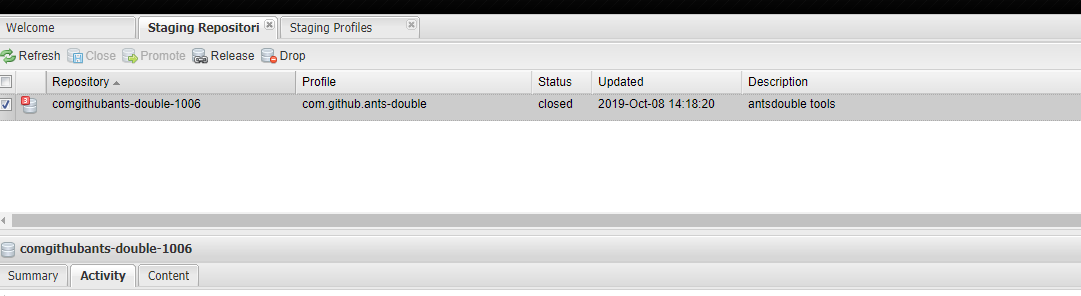 Welcome Staging Repositori Staging Profiles
Refresh Close Promote Release Drop
Repository Profile Status Updated Description
3 comgithubants-double-1006 com.github.ants-double closed 2019-Oct-08 14:18:20 antsdouble tools
comgithubants-double-1006
Summary Activity Content